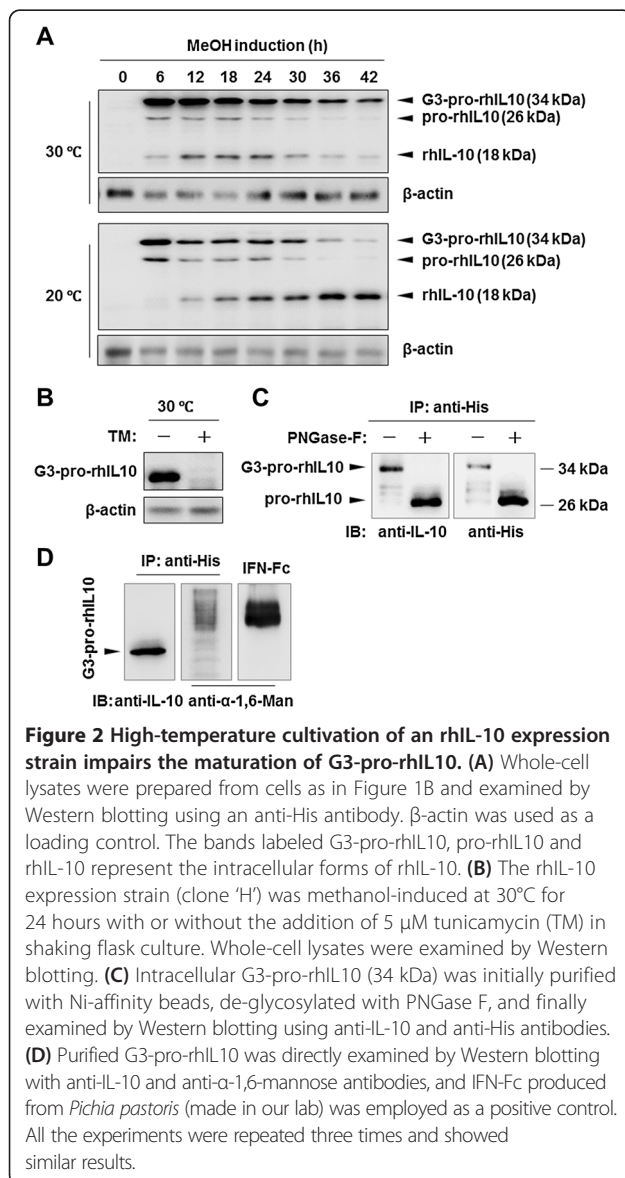 A
MeOH induction (h)
0 6 12 18 24 30 36 42
G3-pro-rhIL10 (34 kDa)
pro-rhIL10 (26 kDa)
30 ℃
rhIL-10 (18 kDa)
β-actin
G3-pro-rhIL10 (34 kDa)
pro-rhIL10 (26 kDa)
20 ℃
rhIL-10 (18 kDa)
β-actin
B
30 ℃
TM: − +
G3-pro-rhIL10
β-actin
C
IP: anti-His
PNGase-F: − + − +
G3-pro-rhIL10
34 kDa
pro-rhIL10
26 kDa
IB: anti-IL-10 anti-His
D
IP: anti-His IFN-Fc
G3-pro-rhIL10
IB: anti-IL-10 anti-α-1,6-Man
Figure 2 High-temperature cultivation of an rhIL-10 expression
strain impairs the maturation of G3-pro-rhIL10. (A) Whole-cell
lysates were prepared from cells as in Figure 1B and examined by
Western blotting using an anti-His antibody. β-actin was used as a
loading control. The bands labeled G3-pro-rhIL10, pro-rhIL10 and
rhIL-10 represent the intracellular forms of rhIL-10. (B) The rhIL-10
expression strain (clone ‘H’) was methanol-induced at 30°C for
24 hours with or without the addition of 5 μM tunicamycin (TM) in
shaking flask culture. Whole-cell lysates were examined by Western
blotting. (C) Intracellular G3-pro-rhIL10 (34 kDa) was initially purified
with Ni-affinity beads, de-glycosylated with PNGase F, and finally
examined by Western blotting using anti-IL-10 and anti-His antibodies.
(D) Purified G3-pro-rhIL10 was directly examined by Western blotting
with anti-IL-10 and anti-α-1,6-mannose antibodies, and IFN-Fc produced
from Pichia pastoris (made in our lab) was employed as a positive control.
All the experiments were repeated three times and showed
similar results.